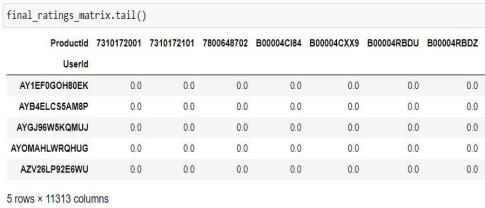 final_ratings_matrix.tail()
ProductId 7310172001 7310172101 7800648702 B00004CI84 B00004CXX9 B00004RBDU B00004RBDZ
UserId
AY1EF0GOH80EK 0.0 0.0 0.0 0.0 0.0 0.0 0.0
AYB4ELCS5AM8P 0.0 0.0 0.0 0.0 0.0 0.0 0.0
AYGJ96W5KQMUJ 0.0 0.0 0.0 0.0 0.0 0.0 0.0
AYOMAHLWRQHUG 0.0 0.0 0.0 0.0 0.0 0.0 0.0
AZV26LP92E6WU 0.0 0.0 0.0 0.0 0.0 0.0 0.0
5 rows × 11313 columns